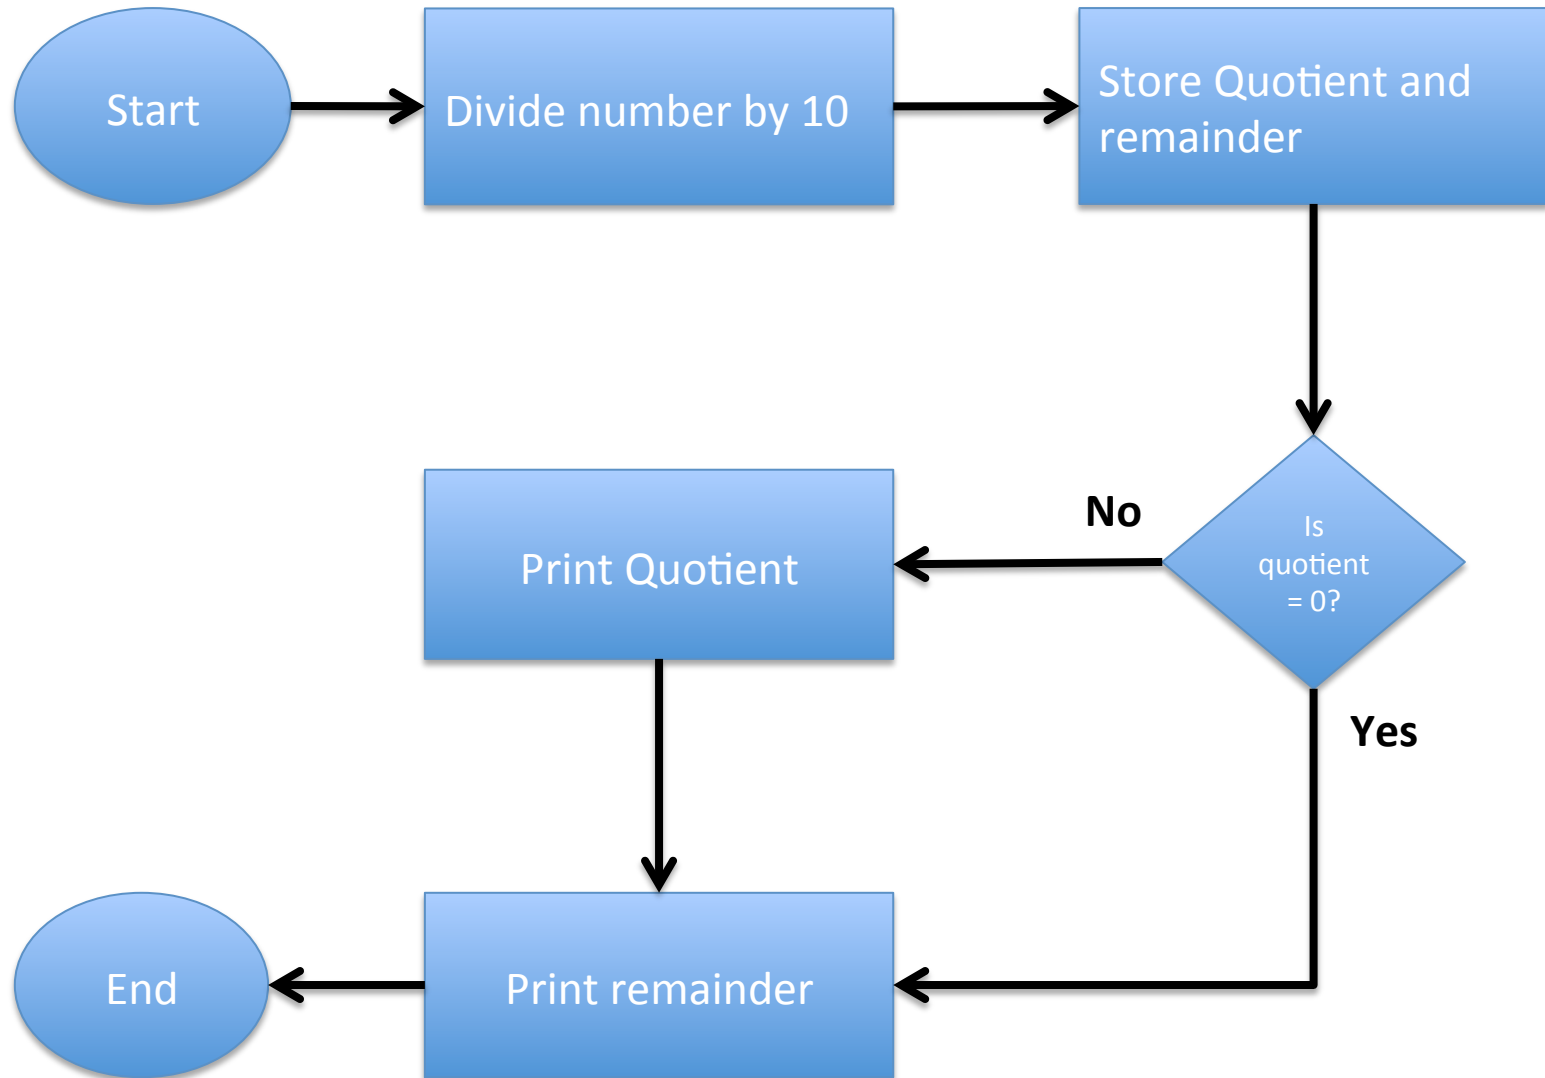 Start
Divide number by 10
Store Quotient and
remainder
No
Is
quotient
= 0?
Print Quotient
Yes
End
Print remainder